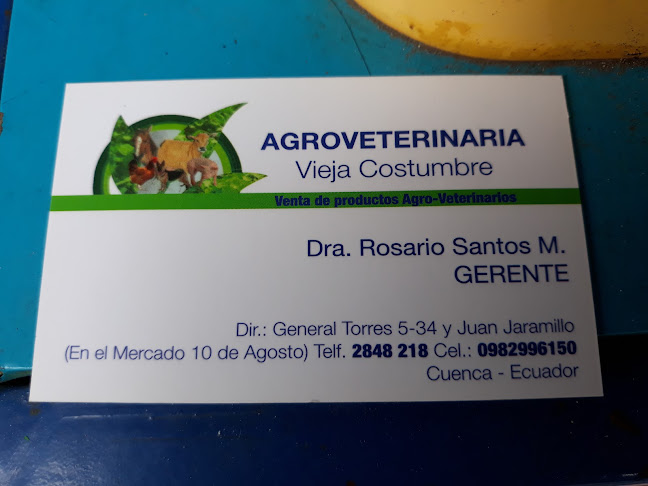 AGROVETERINARIA
Vieja Costumbre
Venta de productos Agro-Veterinarios
Dra. Rosario Santos M.
GERENTE
Dir.: General Torres 5-34 y Juan Jaramillo
(En el Mercado 10 de Agosto) Telf. 2848 218 Cel.: 0982996150
Cuenca - Ecuador